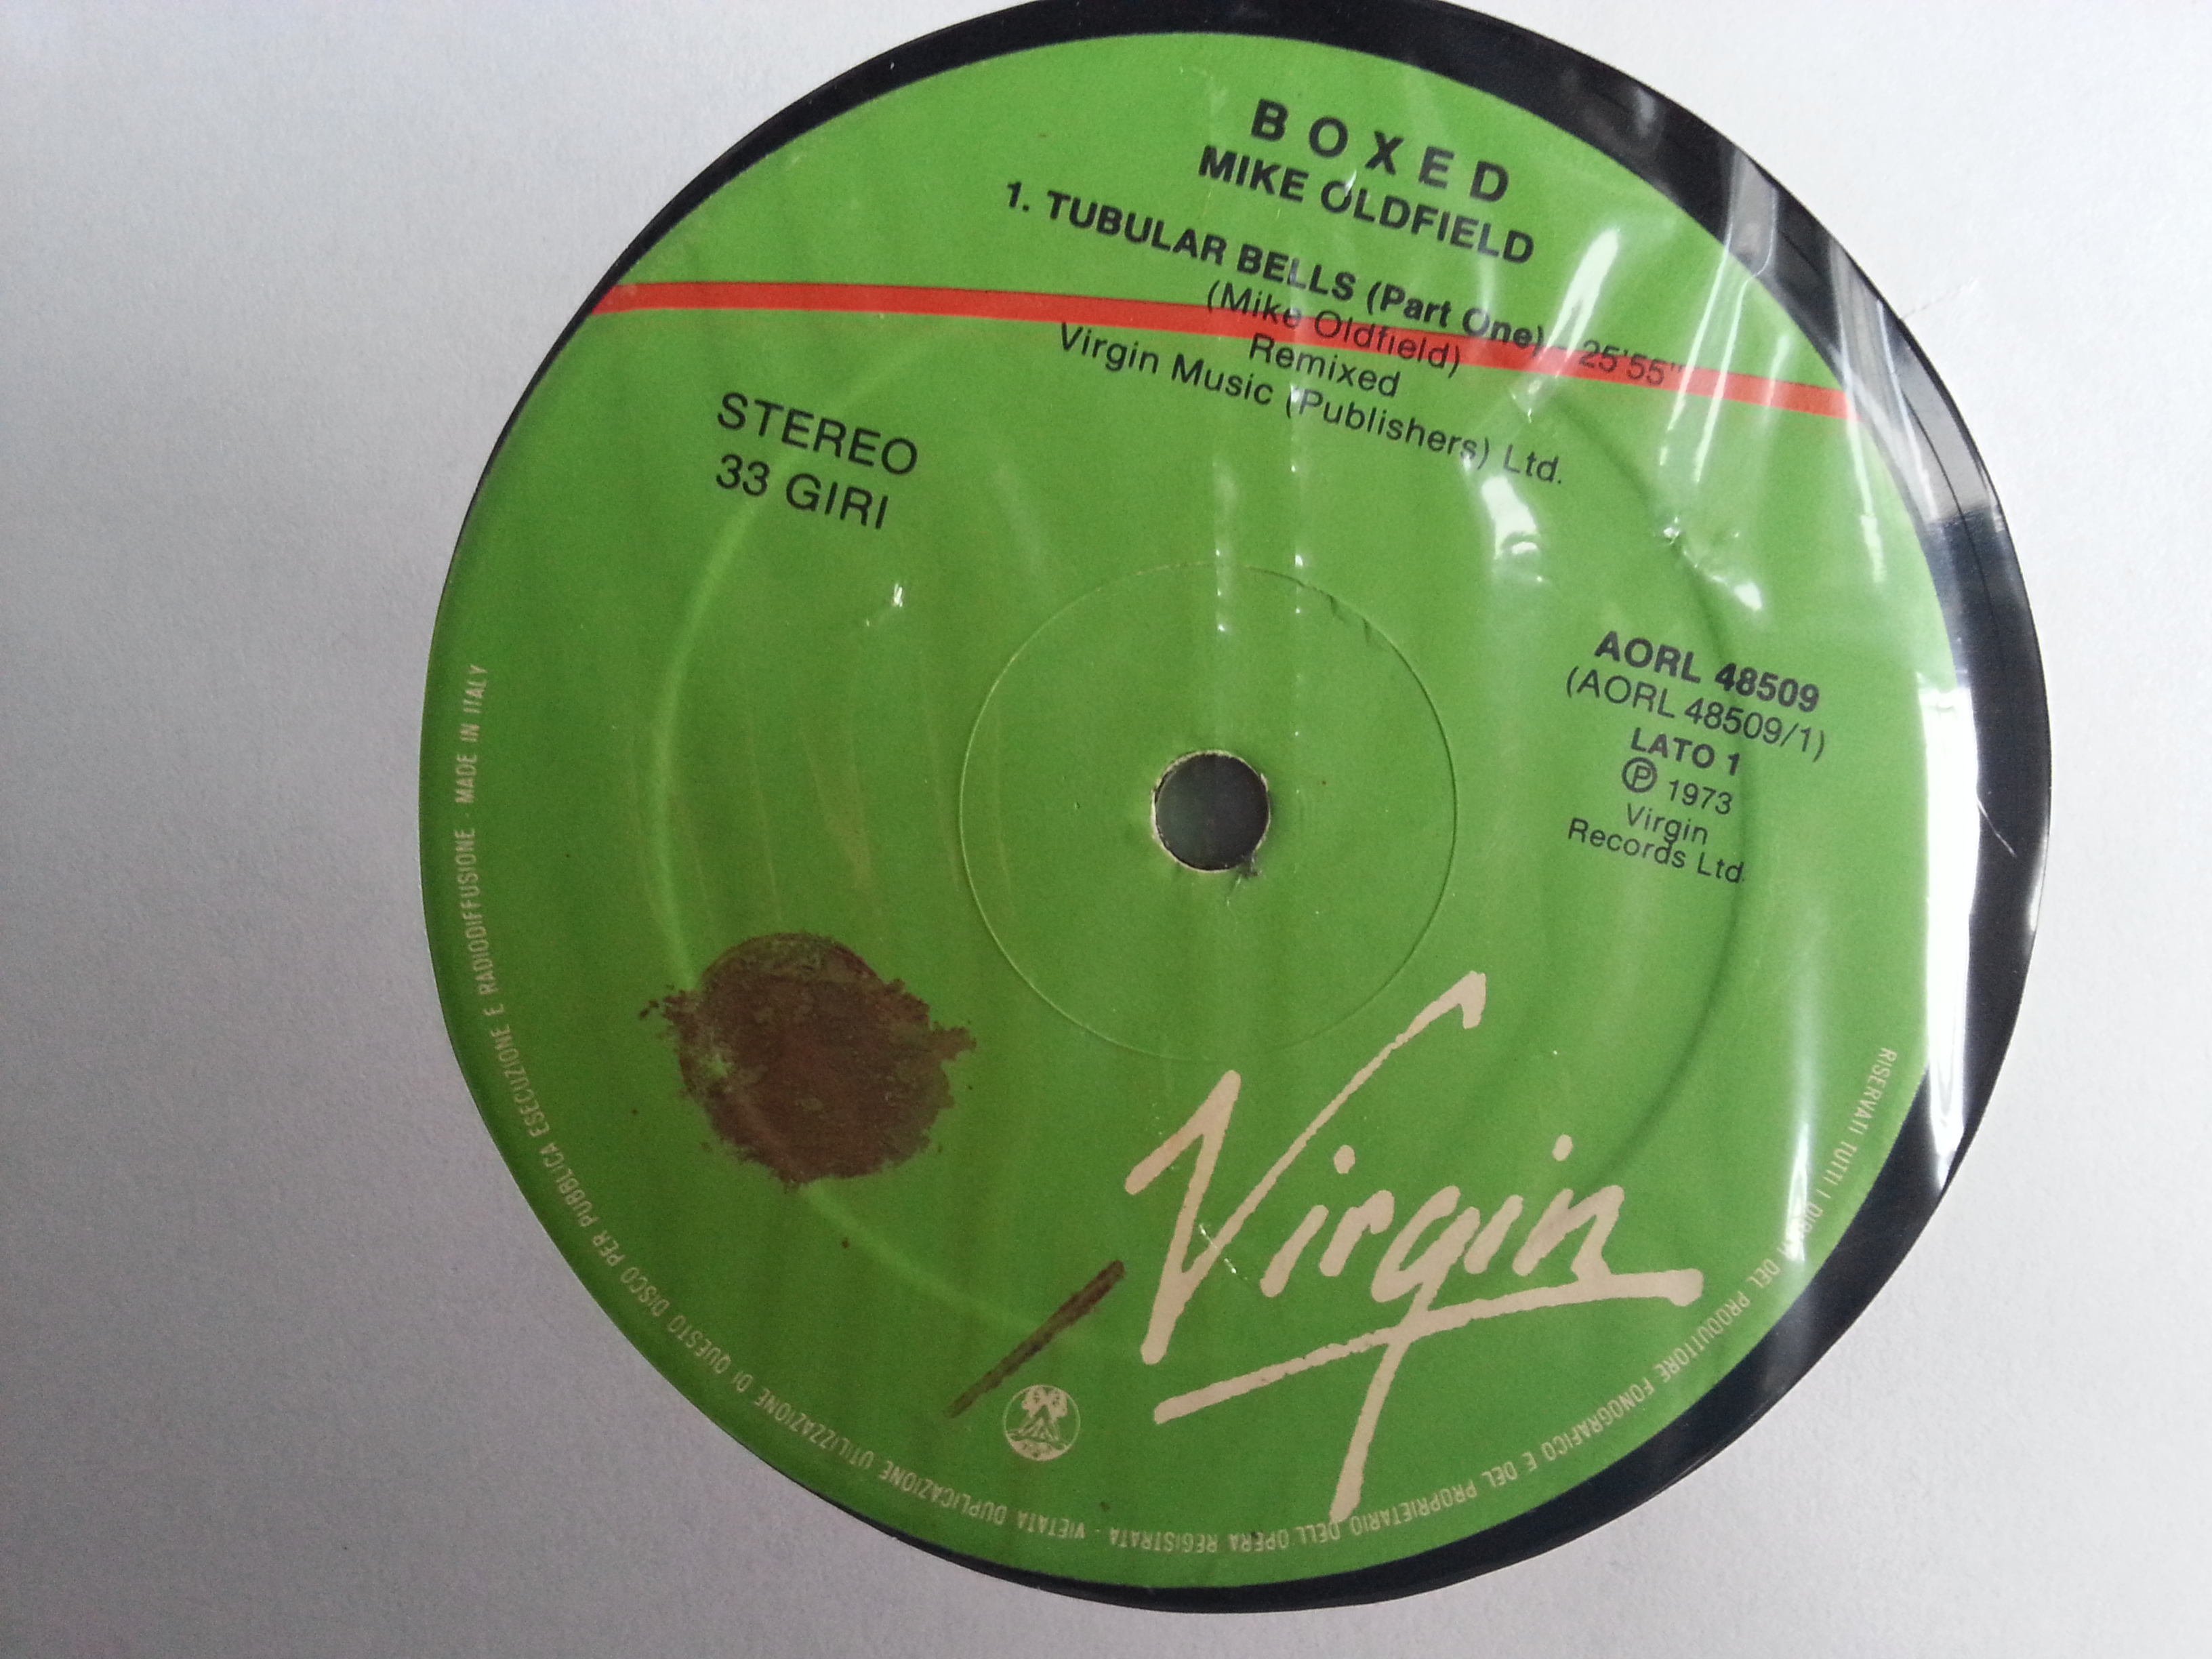 BOXED
MIKE OLDFIELD
1. TUBULAR BELLS (Part One) - 25'55"
(Mike Oldfield)
Remixed
Virgin Music (Publishers) Ltd.
STEREO
33 GIRI
AORL 48509
(AORL 48509/1)
LATO 1
Ⓟ 1973
Virgin
Records Ltd.
Virgin
RISERVATI TUTTI I DIRITTI DEL PRODUTTORE FONOGRAFICO E DEL PROPRIETARIO DELL OPERA REGISTRATA - VIETATA DUPLICAZIONE UTILIZZAZIONE DI QUESTO DISCO PER PUBBLICA ESECUZIONE E RADIODIFFUSIONE - MADE IN ITALY